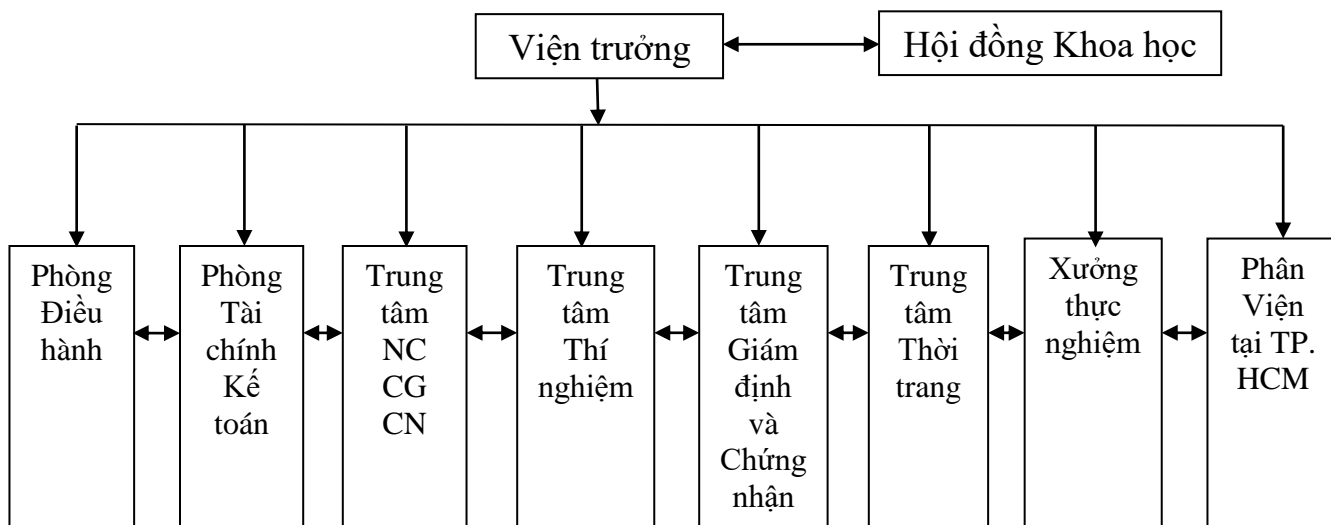 Viện trưởng
Hội đồng Khoa học
Phòng
Điều
hành
Phòng
Tài
chính
Kế
toán
Trung
tâm
NC
CG
CN
Trung
tâm
Thí
nghiệm
Trung
tâm
Giám
định
và
Chứng
nhận
Trung
tâm
Thời
trang
Xưởng
thực
nghiệm
Phân
Viện
tại TP.
HCM